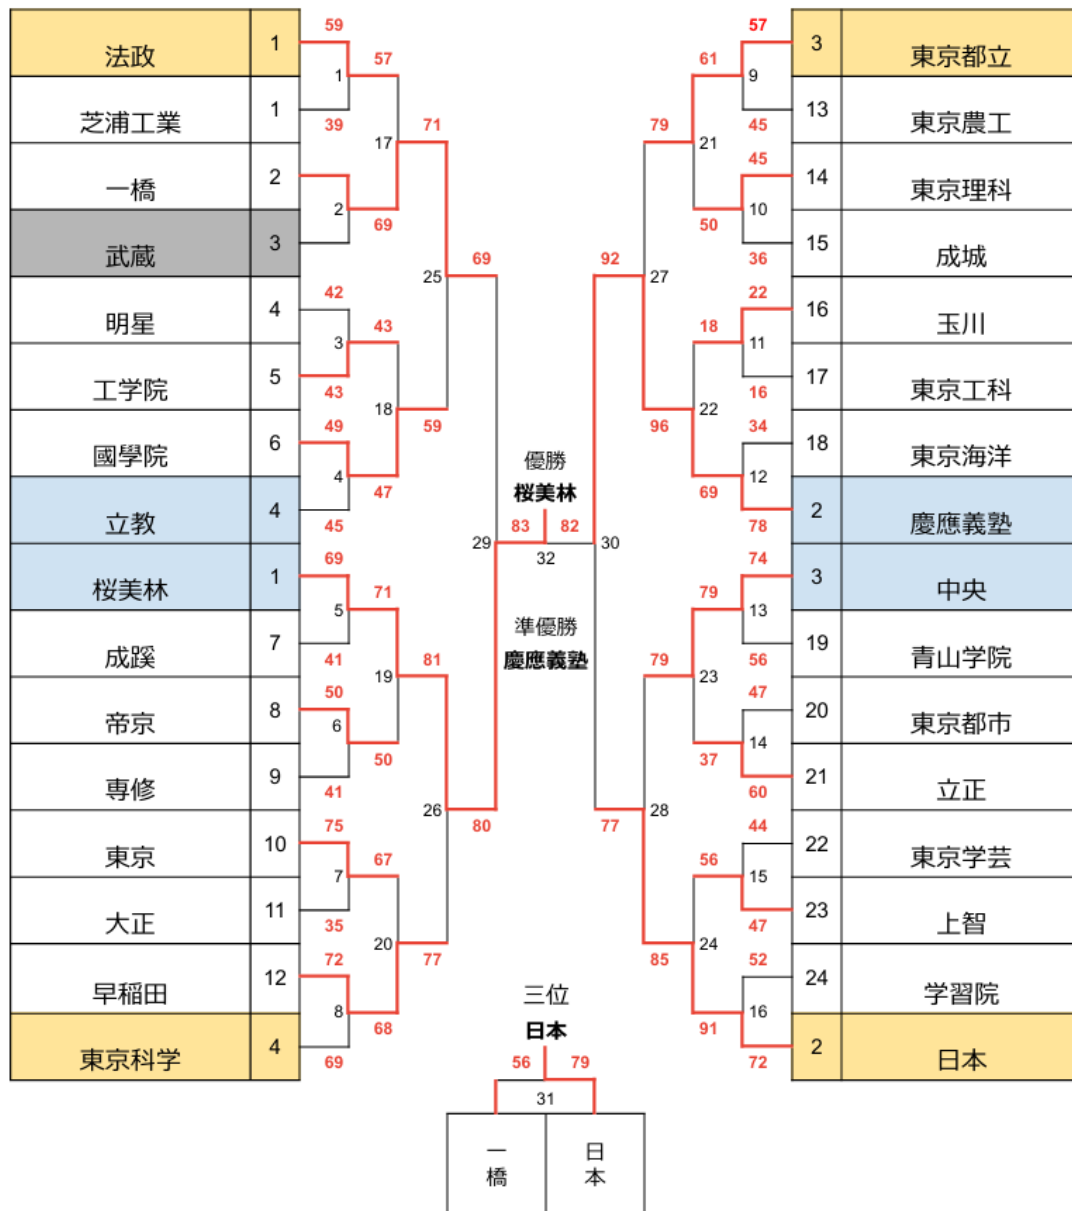 法政 1 59
1 57
芝浦工業 1 39
17 71
一橋 2
2 69
武蔵 3
25 69
明星 4 42
3 43
工学院 5 43
18 59
國學院 6 49
4 47
立教 4 45
29
桜美林 1 69
5 71
成蹊 7 41
19 81
帝京 8 50
6 50
専修 9 41
26 80
東京 10 75
7 67
大正 11 35
20 77
早稲田 12 72
8 68
東京科学 4 69
優勝
桜美林
83 82
32
準優勝
慶應義塾
三位
日本
56 79
31
一橋 日本
57 3 東京都立
61 9
45 13 東京農工
79 21
45 14 東京理科
50 10
36 15 成城
92 27
22 16 玉川
18 11
16 17 東京工科
96 22
34 18 東京海洋
69 12
78 2 慶應義塾
30
74 3 中央
79 13
56 19 青山学院
79 23
47 20 東京都市
37 14
60 21 立正
77 28
44 22 東京学芸
56 15
47 23 上智
85 24
52 24 学習院
91 16
72 2 日本